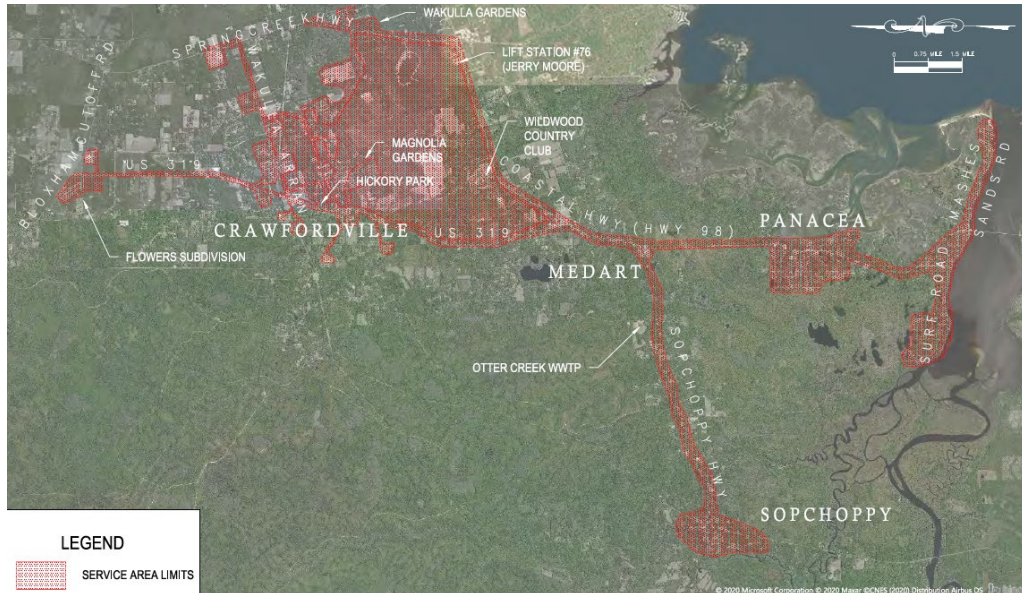 WAKULLA GARDENS
SPRINGCREEKHWY
LIFT STATION #76
(JERRY MOORE)
0 0.75 MILE 1.5 MILE
BLOXHAM CUTOFF RD
WAKULLA ARRAN
WILDWOOD
COUNTRY
CLUB
MAGNOLIA
GARDENS
US 319
HICKORY PARK
COASTAL HWY (HWY 98)
MASHES
SANDS RD
PANACEA
CRAWFORDVILLE
US 319
FLOWERS SUBDIVISION
MEDART
SURF ROAD
OTTER CREEK WWTP
SOPCHOPPY HWY
SOPCHOPPY
LEGEND
SERVICE AREA LIMITS
© 2020 Microsoft Corporation © 2020 Maxar ©CNES (2020) Distribution Airbus DS